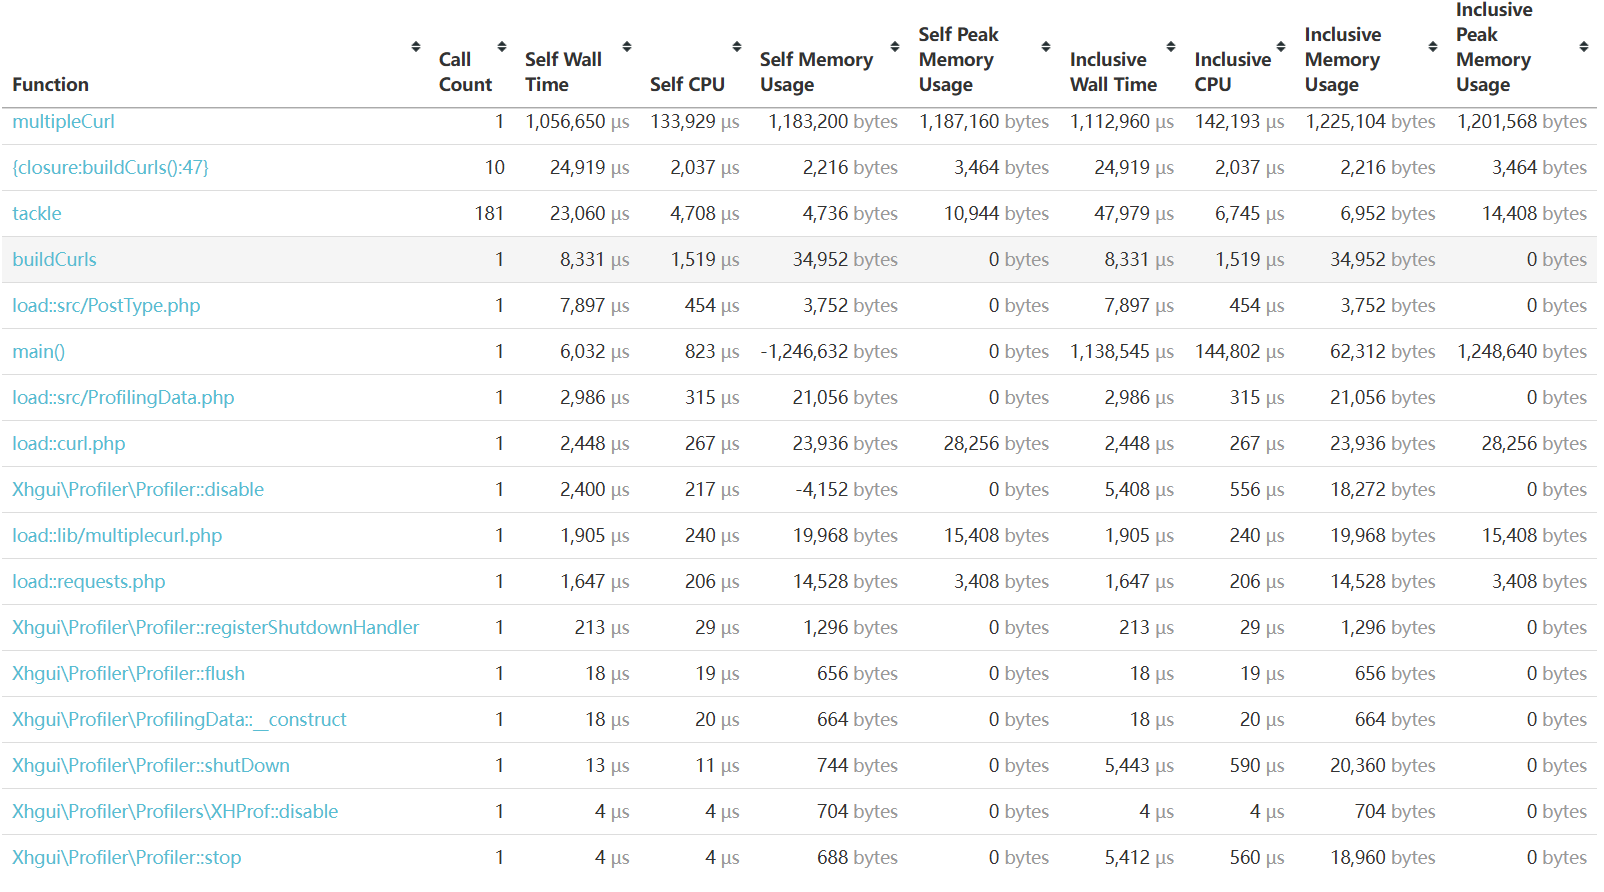 Function Call Count Self Wall Time Self CPU Self Memory Usage Self Peak Memory Usage Inclusive Wall Time Inclusive CPU Inclusive Memory Usage Inclusive Peak Memory Usage
multipleCurl 1 1,056,650 µs 133,929 µs 1,183,200 bytes 1,187,160 bytes 1,112,960 µs 142,193 µs 1,225,104 bytes 1,201,568 bytes
{closure:buildCurls():47} 10 24,919 µs 2,037 µs 2,216 bytes 3,464 bytes 24,919 µs 2,037 µs 2,216 bytes 3,464 bytes
tackle 181 23,060 µs 4,708 µs 4,736 bytes 10,944 bytes 47,979 µs 6,745 µs 6,952 bytes 14,408 bytes
buildCurls 1 8,331 µs 1,519 µs 34,952 bytes 0 bytes 8,331 µs 1,519 µs 34,952 bytes 0 bytes
load::src/PostType.php 1 7,897 µs 454 µs 3,752 bytes 0 bytes 7,897 µs 454 µs 3,752 bytes 0 bytes
main() 1 6,032 µs 823 µs -1,246,632 bytes 0 bytes 1,138,545 µs 144,802 µs 62,312 bytes 1,248,640 bytes
load::src/ProfilingData.php 1 2,986 µs 315 µs 21,056 bytes 0 bytes 2,986 µs 315 µs 21,056 bytes 0 bytes
load::curl.php 1 2,448 µs 267 µs 23,936 bytes 28,256 bytes 2,448 µs 267 µs 23,936 bytes 28,256 bytes
Xhgui\Profiler\Profiler::disable 1 2,400 µs 217 µs -4,152 bytes 0 bytes 5,408 µs 556 µs 18,272 bytes 0 bytes
load::lib/multiplecurl.php 1 1,905 µs 240 µs 19,968 bytes 15,408 bytes 1,905 µs 240 µs 19,968 bytes 15,408 bytes
load::requests.php 1 1,647 µs 206 µs 14,528 bytes 3,408 bytes 1,647 µs 206 µs 14,528 bytes 3,408 bytes
Xhgui\Profiler\Profiler::registerShutdownHandler 1 213 µs 29 µs 1,296 bytes 0 bytes 213 µs 29 µs 1,296 bytes 0 bytes
Xhgui\Profiler\Profiler::flush 1 18 µs 19 µs 656 bytes 0 bytes 18 µs 19 µs 656 bytes 0 bytes
Xhgui\Profiler\ProfilingData::__construct 1 18 µs 20 µs 664 bytes 0 bytes 18 µs 20 µs 664 bytes 0 bytes
Xhgui\Profiler\Profiler::shutDown 1 13 µs 11 µs 744 bytes 0 bytes 5,443 µs 590 µs 20,360 bytes 0 bytes
Xhgui\Profiler\Profilers\XHProf::disable 1 4 µs 4 µs 704 bytes 0 bytes 4 µs 4 µs 704 bytes 0 bytes
Xhgui\Profiler\Profiler::stop 1 4 µs 4 µs 688 bytes 0 bytes 5,412 µs 560 µs 18,960 bytes 0 bytes